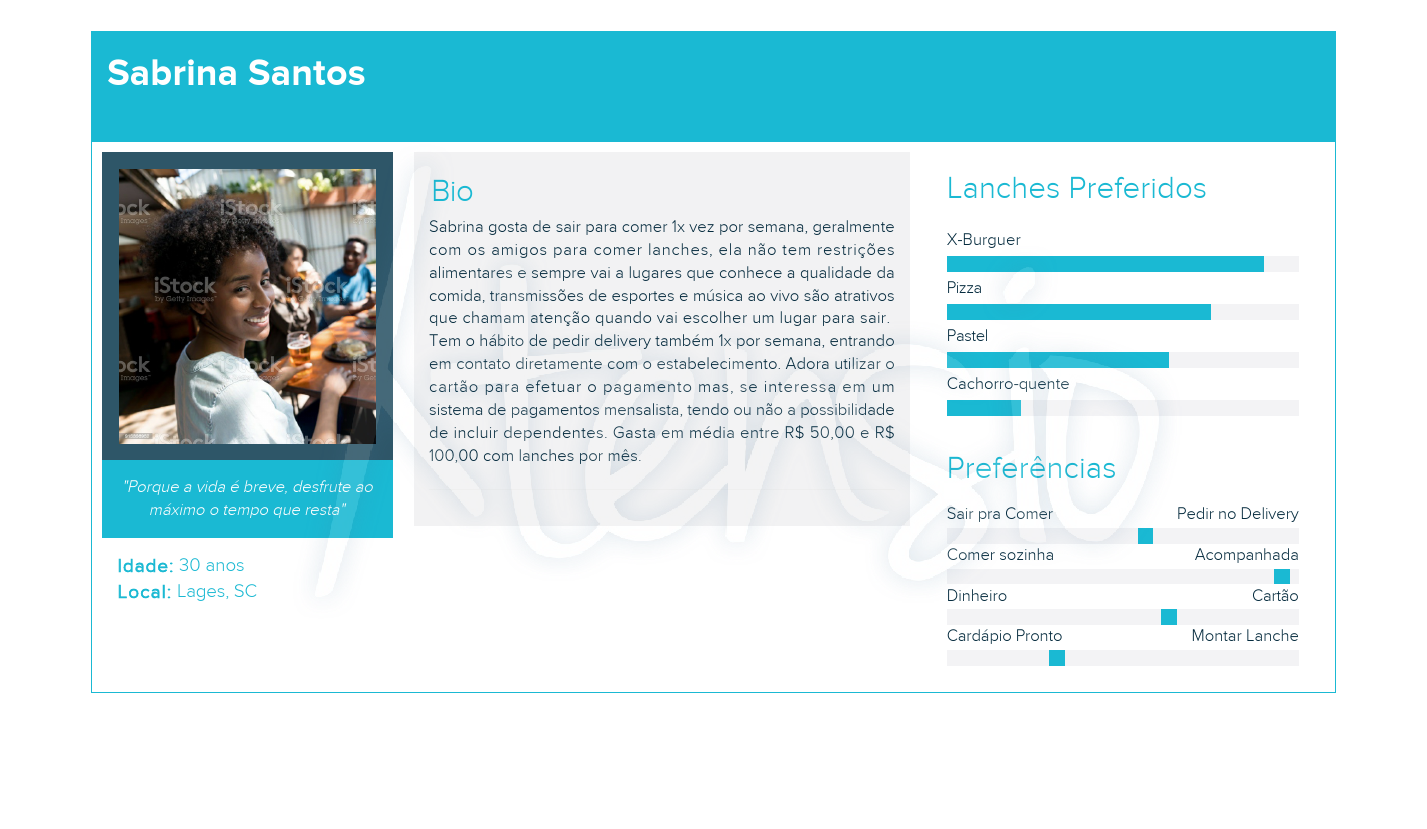 Sabrina Santos
Bio
Sabrina gosta de sair para comer 1x vez por semana, geralmente
com os amigos para comer lanches, ela não tem restrições
alimentares e sempre vai a lugares que conhece a qualidade da
comida, transmissões de esportes e música ao vivo são atrativos
que chamam atenção quando vai escolher um lugar para sair.
Tem o hábito de pedir delivery também 1x por semana, entrando
em contato diretamente com o estabelecimento. Adora utilizar o
cartão para efetuar o pagamento mas, se interessa em um
sistema de pagamentos mensalista, tendo ou não a possibilidade
de incluir dependentes. Gasta em média entre R$ 50,00 e R$
100,00 com lanches por mês.
iStock
by Getty Images
"Porque a vida é breve, desfrute ao
máximo o tempo que resta"
Idade: 30 anos
Local: Lages, SC
Lanches Preferidos
X-Burguer
Pizza
Pastel
Cachorro-quente
Preferências
Sair pra Comer Pedir no Delivery
Comer sozinha Acompanhada
Dinheiro Cartão
Cardápio Pronto Montar Lanche
Xtensio